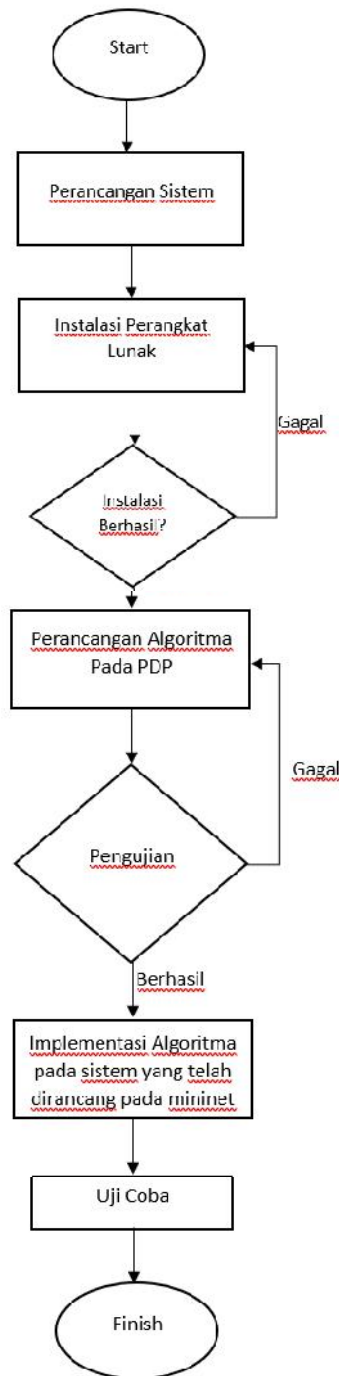 Start
Perancangan Sistem
Instalasi Perangkat
Lunak
Gagal
Instalasi
Berhasil?
Perancangan Algoritma
Pada PDP
Gagal
Pengujian
Berhasil
Implementasi Algoritma
pada sistem yang telah
dirancang pada mininet
Uji Coba
Finish